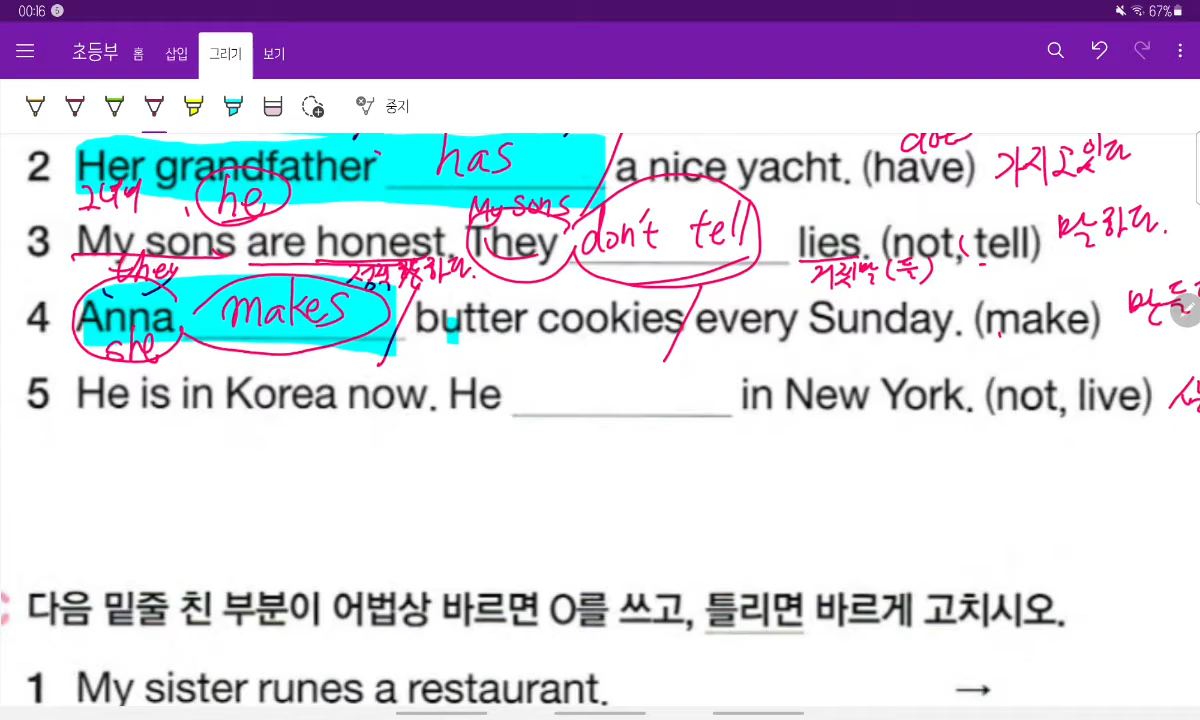 00:16 5 67%
초등부 홈 삽입 그리기 보기
중지
2 Her grandfather has a nice yacht. (have) 가지고있다
그녀의 he
My sons
3 My sons are honest. They don't tell lies. (not, tell) 말하다.
they 정직한하다. 거짓말(들)
4 Anna makes butter cookies every Sunday. (make)
she
5 He is in Korea now. He ____ in New York. (not, live)
다음 밑줄 친 부분이 어법상 바르면 O를 쓰고, 틀리면 바르게 고치시오.
1 My sister runes a restaurant. →